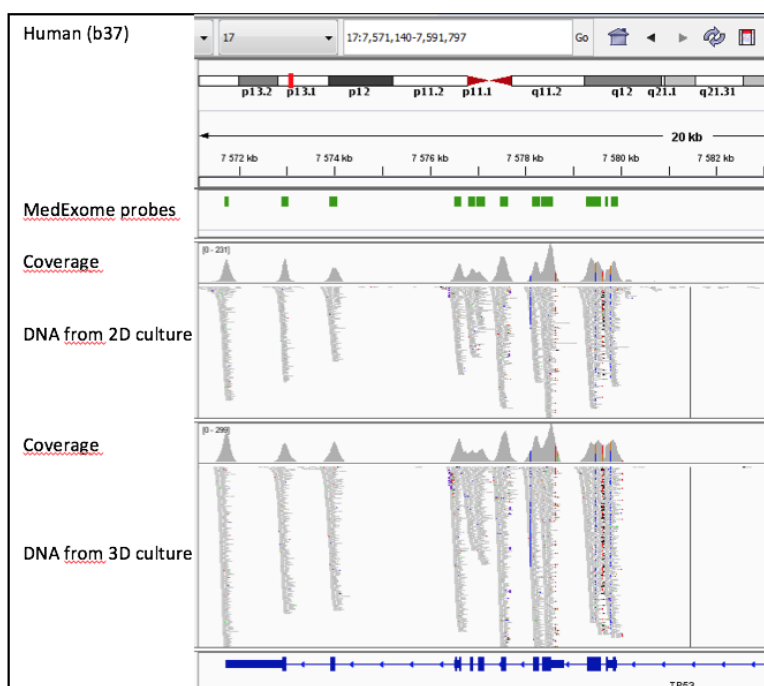 Human (b37)
17
17:7,571,140-7,591,797
Go
p13.2 p13.1 p12 p11.2 p11.1 q11.2 q12 q21.1 q21.31
20 kb
7 572 kb 7 574 kb 7 576 kb 7 578 kb 7 580 kb 7 582 kb
MedExome probes
Coverage
[0 - 231]
DNA from 2D culture
Coverage
[0 - 299]
DNA from 3D culture
TP53